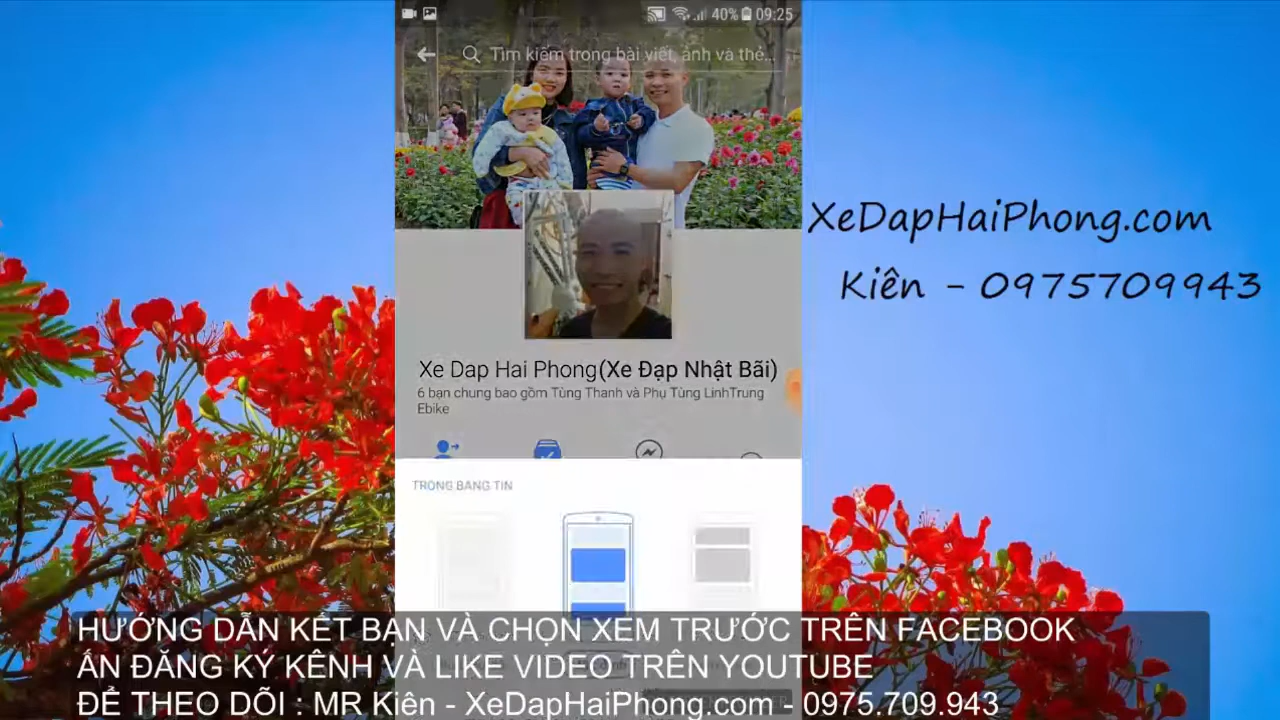 40% 09:25
Tìm kiếm trong bài viết, ảnh và thẻ...
XeDapHaiPhong.com
Kiên - 0975709943
Xe Dap Hai Phong(Xe Đạp Nhật Bãi)
6 bạn chung bao gồm Tùng Thanh và Phụ Tùng LinhTrung
Ebike
TRONG BẢNG TIN
HƯỚNG DẪN KẾT BẠN VÀ CHỌN XEM TRƯỚC TRÊN FACEBOOK
ẤN ĐĂNG KÝ KÊNH VÀ LIKE VIDEO TRÊN YOUTUBE
ĐỂ THEO DÕI : MR Kiên - XeDapHaiPhong.com - 0975.709.943